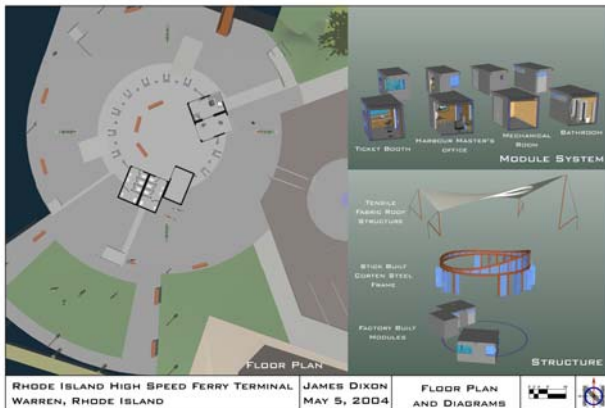 TICKET BOOTH
HARBOUR MASTER'S
OFFICE
MECHANICAL
ROOM
BATHROOM
MODULE SYSTEM
TENSILE
FABRIC ROOF
STRUCTURE
STICK BUILT
CORTEN STEEL
FRAME
FACTORY BUILT
MODULES
STRUCTURE
FLOOR PLAN
RHODE ISLAND HIGH SPEED FERRY TERMINAL
WARREN, RHODE ISLAND
JAMES DIXON
MAY 5, 2004
FLOOR PLAN
AND DIAGRAMS